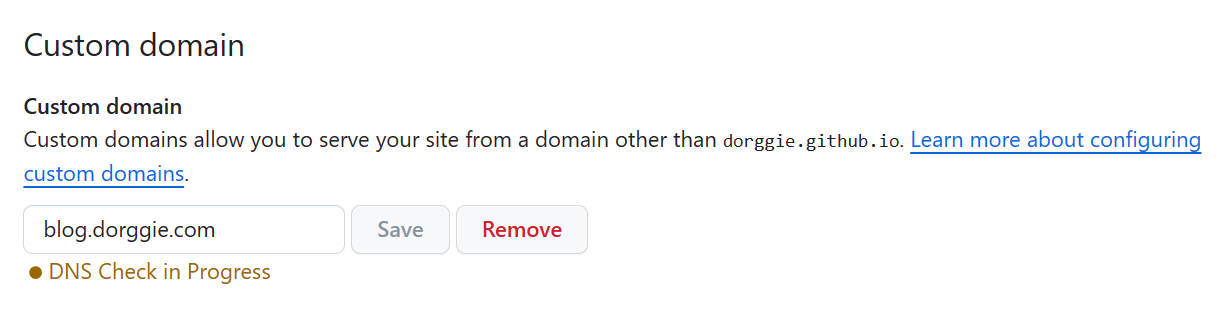 Custom domain
Custom domain
Custom domains allow you to serve your site from a domain other than dorggie.github.io. Learn more about configuring
custom domains.
blog.dorggie.com Save Remove
DNS Check in Progress